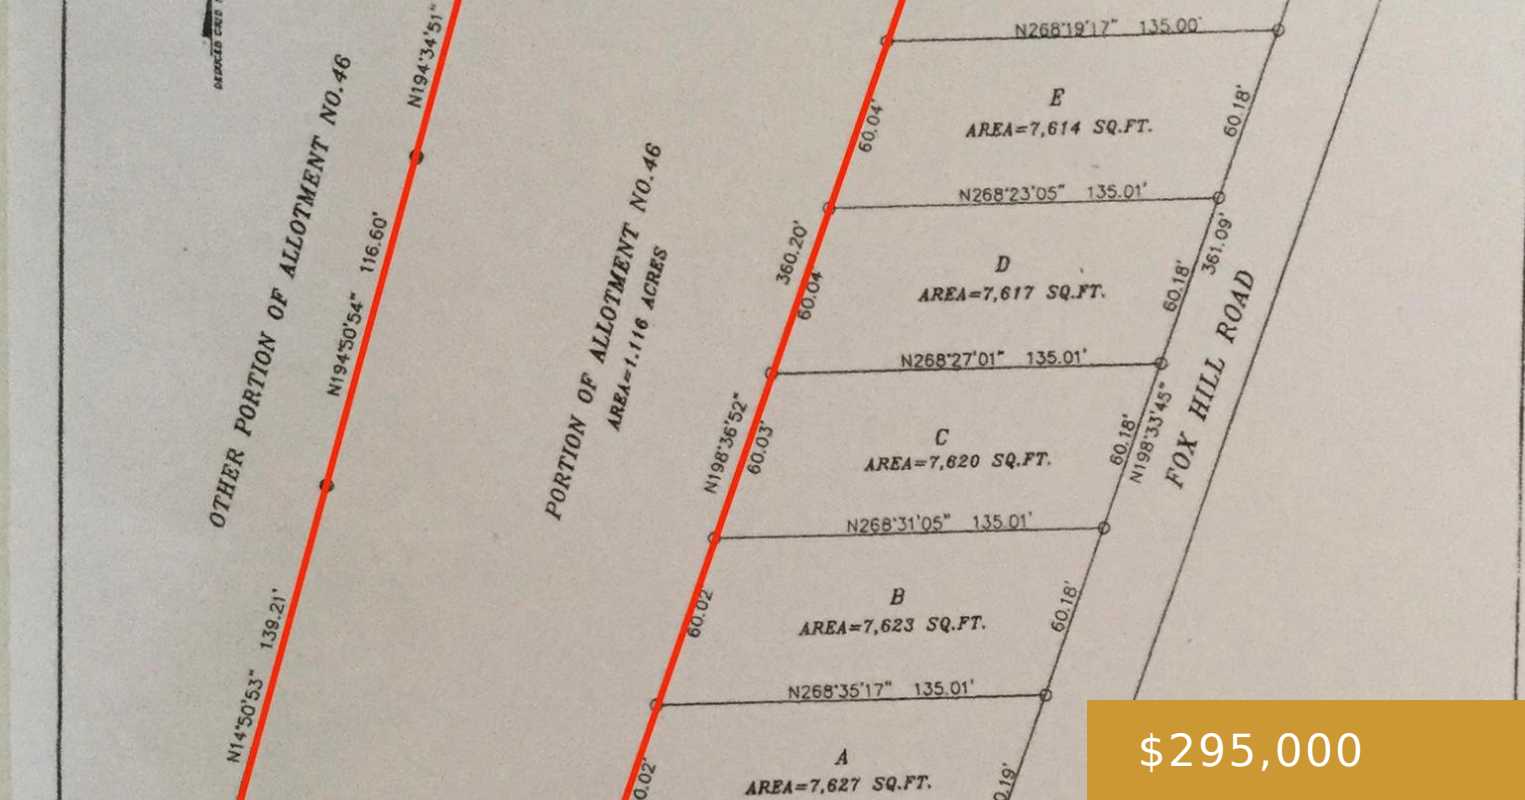 N268°19'17" 135.00'
N194°34'51"
OTHER PORTION OF ALLOTMENT NO.46
E
AREA=7,614 SQ.FT.
60.04'
60.18'
N268°23'05" 135.01'
N194°50'54" 116.60'
PORTION OF ALLOTMENT NO.46
AREA=1.116 ACRES
360.20'
60.04'
D
AREA=7,617 SQ.FT.
60.18'
361.09'
FOX HILL ROAD
N268°27'01" 135.01'
N198°36'52"
60.03'
C
AREA=7,620 SQ.FT.
60.18'
N198°33'45"
N268°31'05" 135.01'
N14°50'53" 139.21'
60.02'
B
AREA=7,623 SQ.FT.
60.18'
N268°35'17" 135.01'
A
AREA=7,627 SQ.FT.
0.02'
0.19'
$295,000